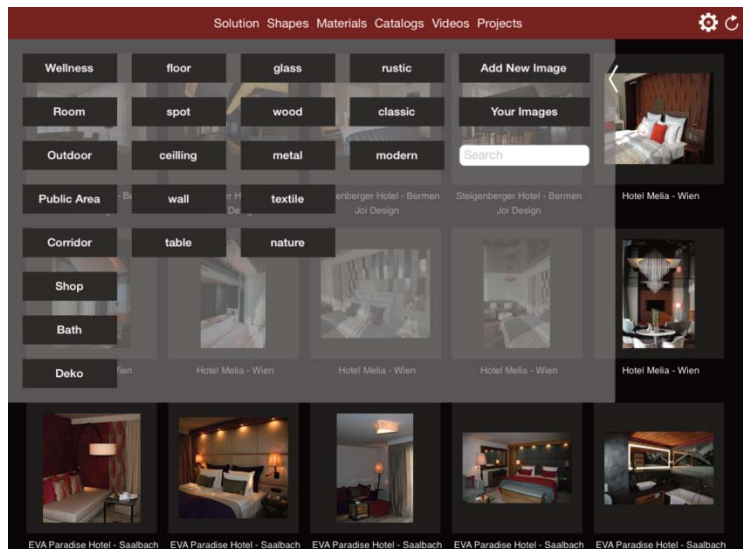 Solution Shapes Materials Catalogs Videos Projects
Wellness floor glass rustic Add New Image
Room spot wood classic Your Images
Outdoor ceilling metal modern Search
Public Area wall textile
Steigenberger Hotel - Bermen
Joi Design
Hotel Melia - Wien
Joi Design
Corridor table nature
Shop
Bath
Deko
Hotel Melia - Wien Hotel Melia - Wien Hotel Melia - Wien Hotel Melia - Wien
EVA Paradise Hotel - Saalbach EVA Paradise Hotel - Saalbach EVA Paradise Hotel - Saalbach EVA Paradise Hotel - Saalbach EVA Paradise Hotel - Saalbach